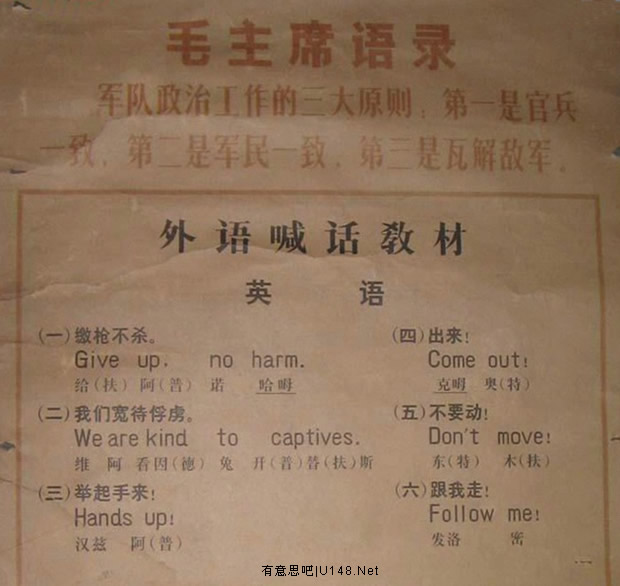 毛主席语录
军队政治工作的三大原则：第一是官兵
一致，第二是军民一致，第三是瓦解敌军。
外语喊话教材
英 语
(一)缴枪不杀。
Give up, no harm.
给(扶) 阿(普) 诺 哈姆
(二)我们宽待俘虏。
We are kind to captives.
维 阿 看因(德) 兔 开(普)替(扶)斯
(三)举起手来!
Hands up!
汉兹 阿(普)
(四)出来!
Come out!
克姆 奥(特)
(五)不要动!
Don't move!
东(特) 木(扶)
(六)跟我走!
Follow me!
发洛 密
有意思吧|U148.Net